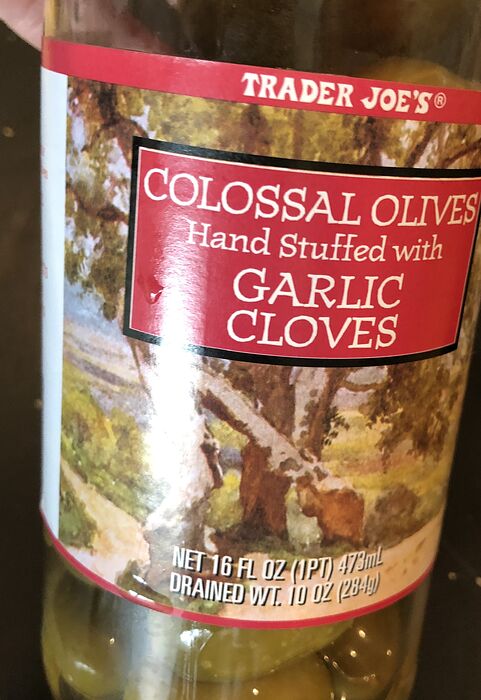 TRADER JOE'S®
COLOSSAL OLIVES
Hand Stuffed with
GARLIC
CLOVES
NET 16 FL OZ (1PT) 473mL
DRAINED WT. 10 OZ (284g)